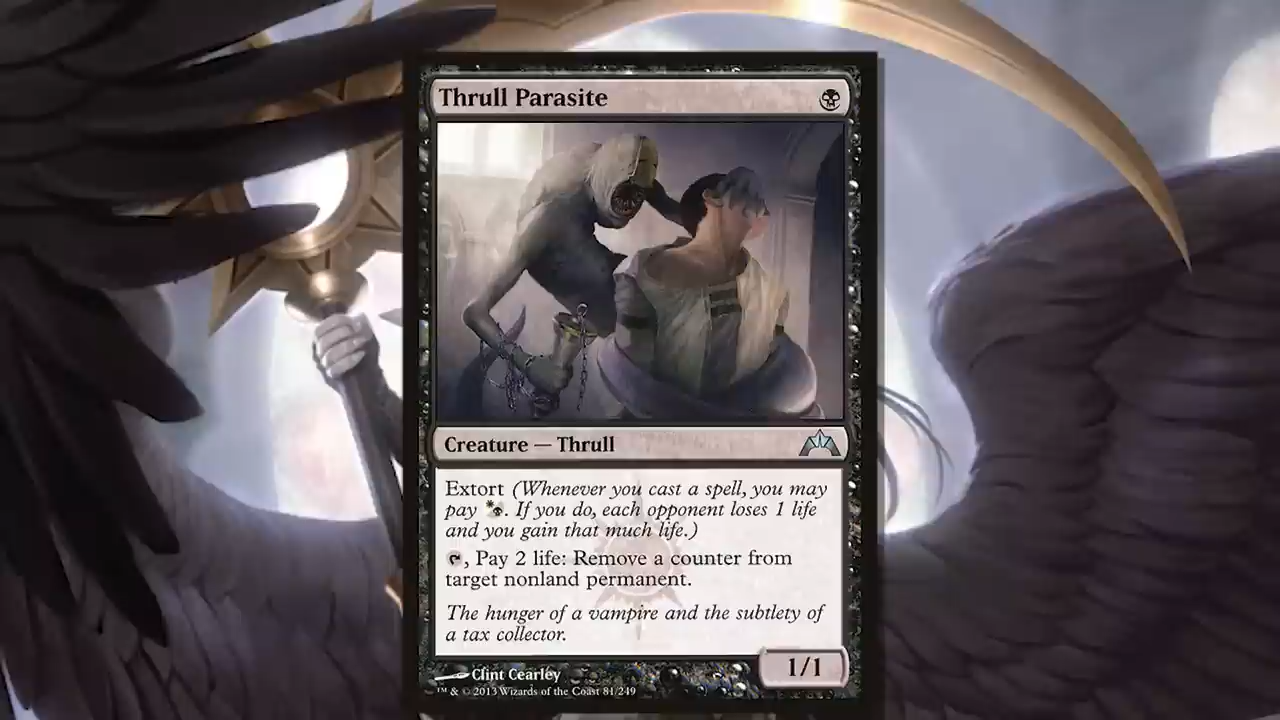 Thrull Parasite
Creature — Thrull
Extort (Whenever you cast a spell, you may
pay . If you do, each opponent loses 1 life
and you gain that much life.)
, Pay 2 life: Remove a counter from
target nonland permanent.
The hunger of a vampire and the subtlety of
a tax collector.
1/1
Clint Cearley
™ & © 2013 Wizards of the Coast 81/249